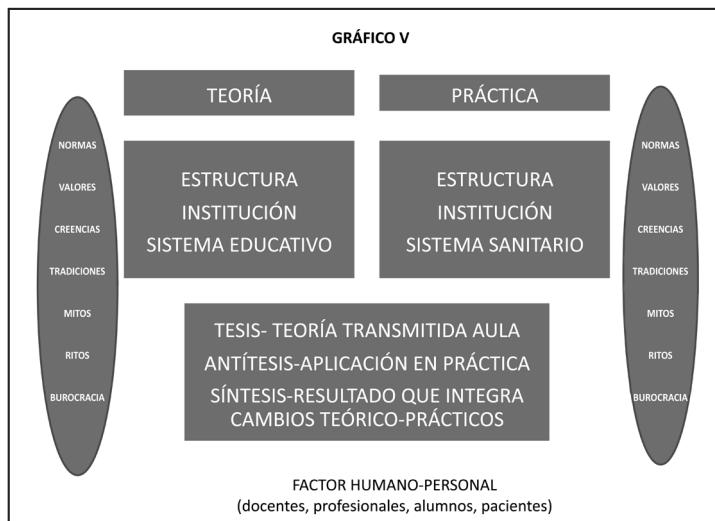 GRÁFICO V
TEORÍA
PRÁCTICA
NORMAS
VALORES
CREENCIAS
TRADICIONES
MITOS
RITOS
BUROCRACIA
ESTRUCTURA
INSTITUCIÓN
SISTEMA EDUCATIVO
ESTRUCTURA
INSTITUCIÓN
SISTEMA SANITARIO
NORMAS
VALORES
CREENCIAS
TRADICIONES
MITOS
RITOS
BUROCRACIA
TESIS- TEORÍA TRANSMITIDA AULA
ANTÍTESIS-APLICACIÓN EN PRÁCTICA
SÍNTESIS-RESULTADO QUE INTEGRA
CAMBIOS TEÓRICO-PRÁCTICOS
FACTOR HUMANO-PERSONAL
(docentes, profesionales, alumnos, pacientes)